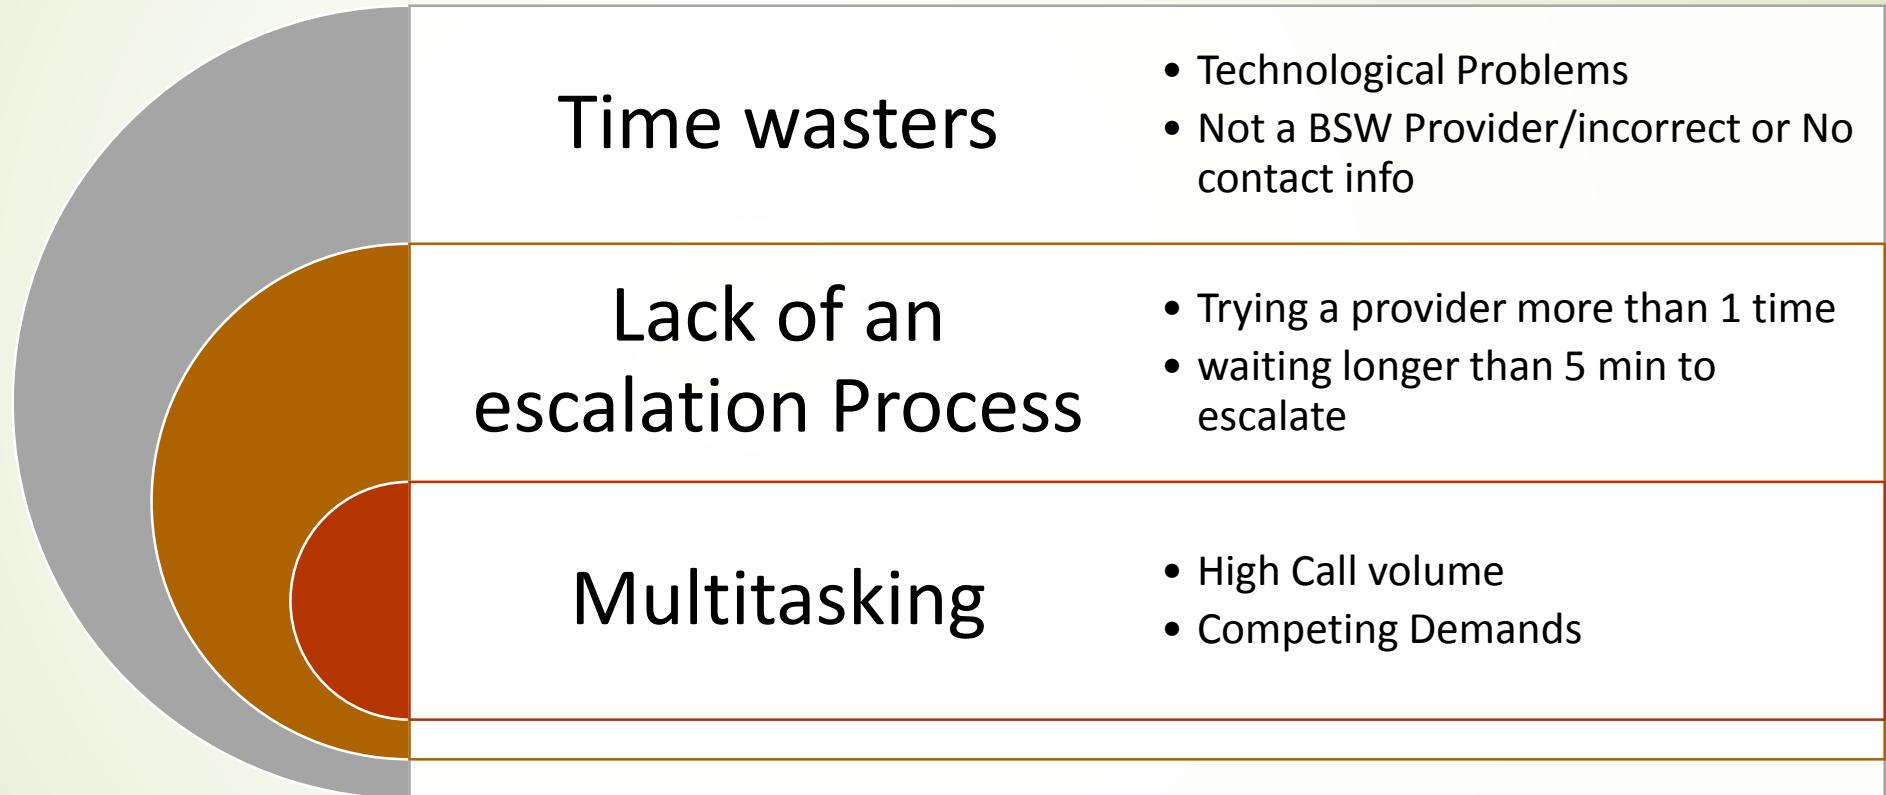 Time wasters
• Technological Problems
• Not a BSW Provider/incorrect or No
contact info
Lack of an
escalation Process
• Trying a provider more than 1 time
• waiting longer than 5 min to
escalate
Multitasking
• High Call volume
• Competing Demands